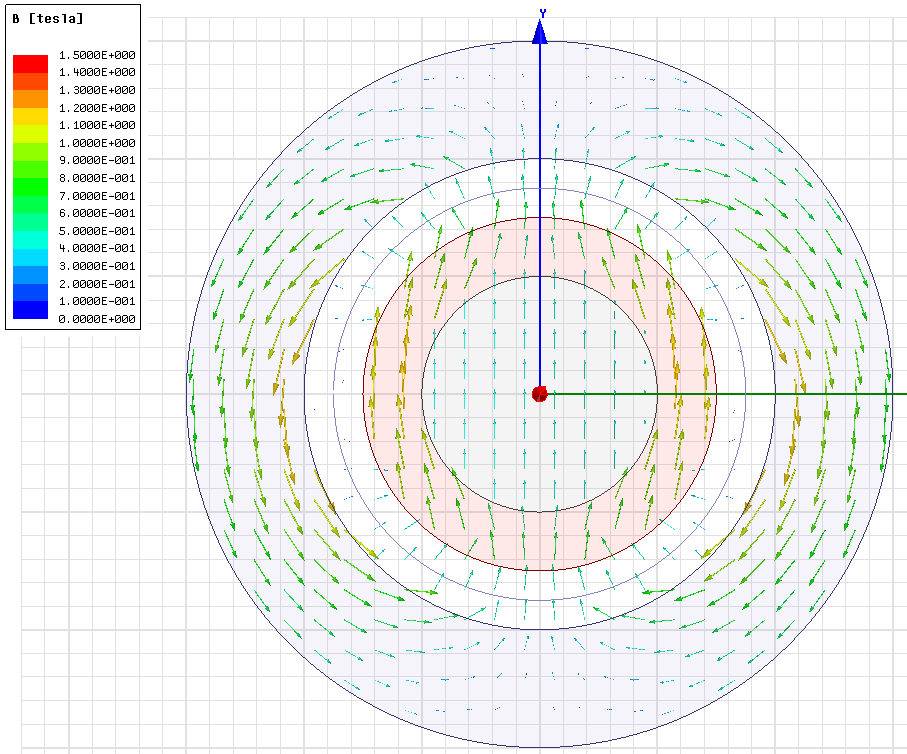 B [tesla]
1.5000E+000
1.4000E+000
1.3000E+000
1.2000E+000
1.1000E+000
1.0000E+000
9.0000E-001
8.0000E-001
7.0000E-001
6.0000E-001
5.0000E-001
4.0000E-001
3.0000E-001
2.0000E-001
1.0000E-001
0.0000E+000
Y